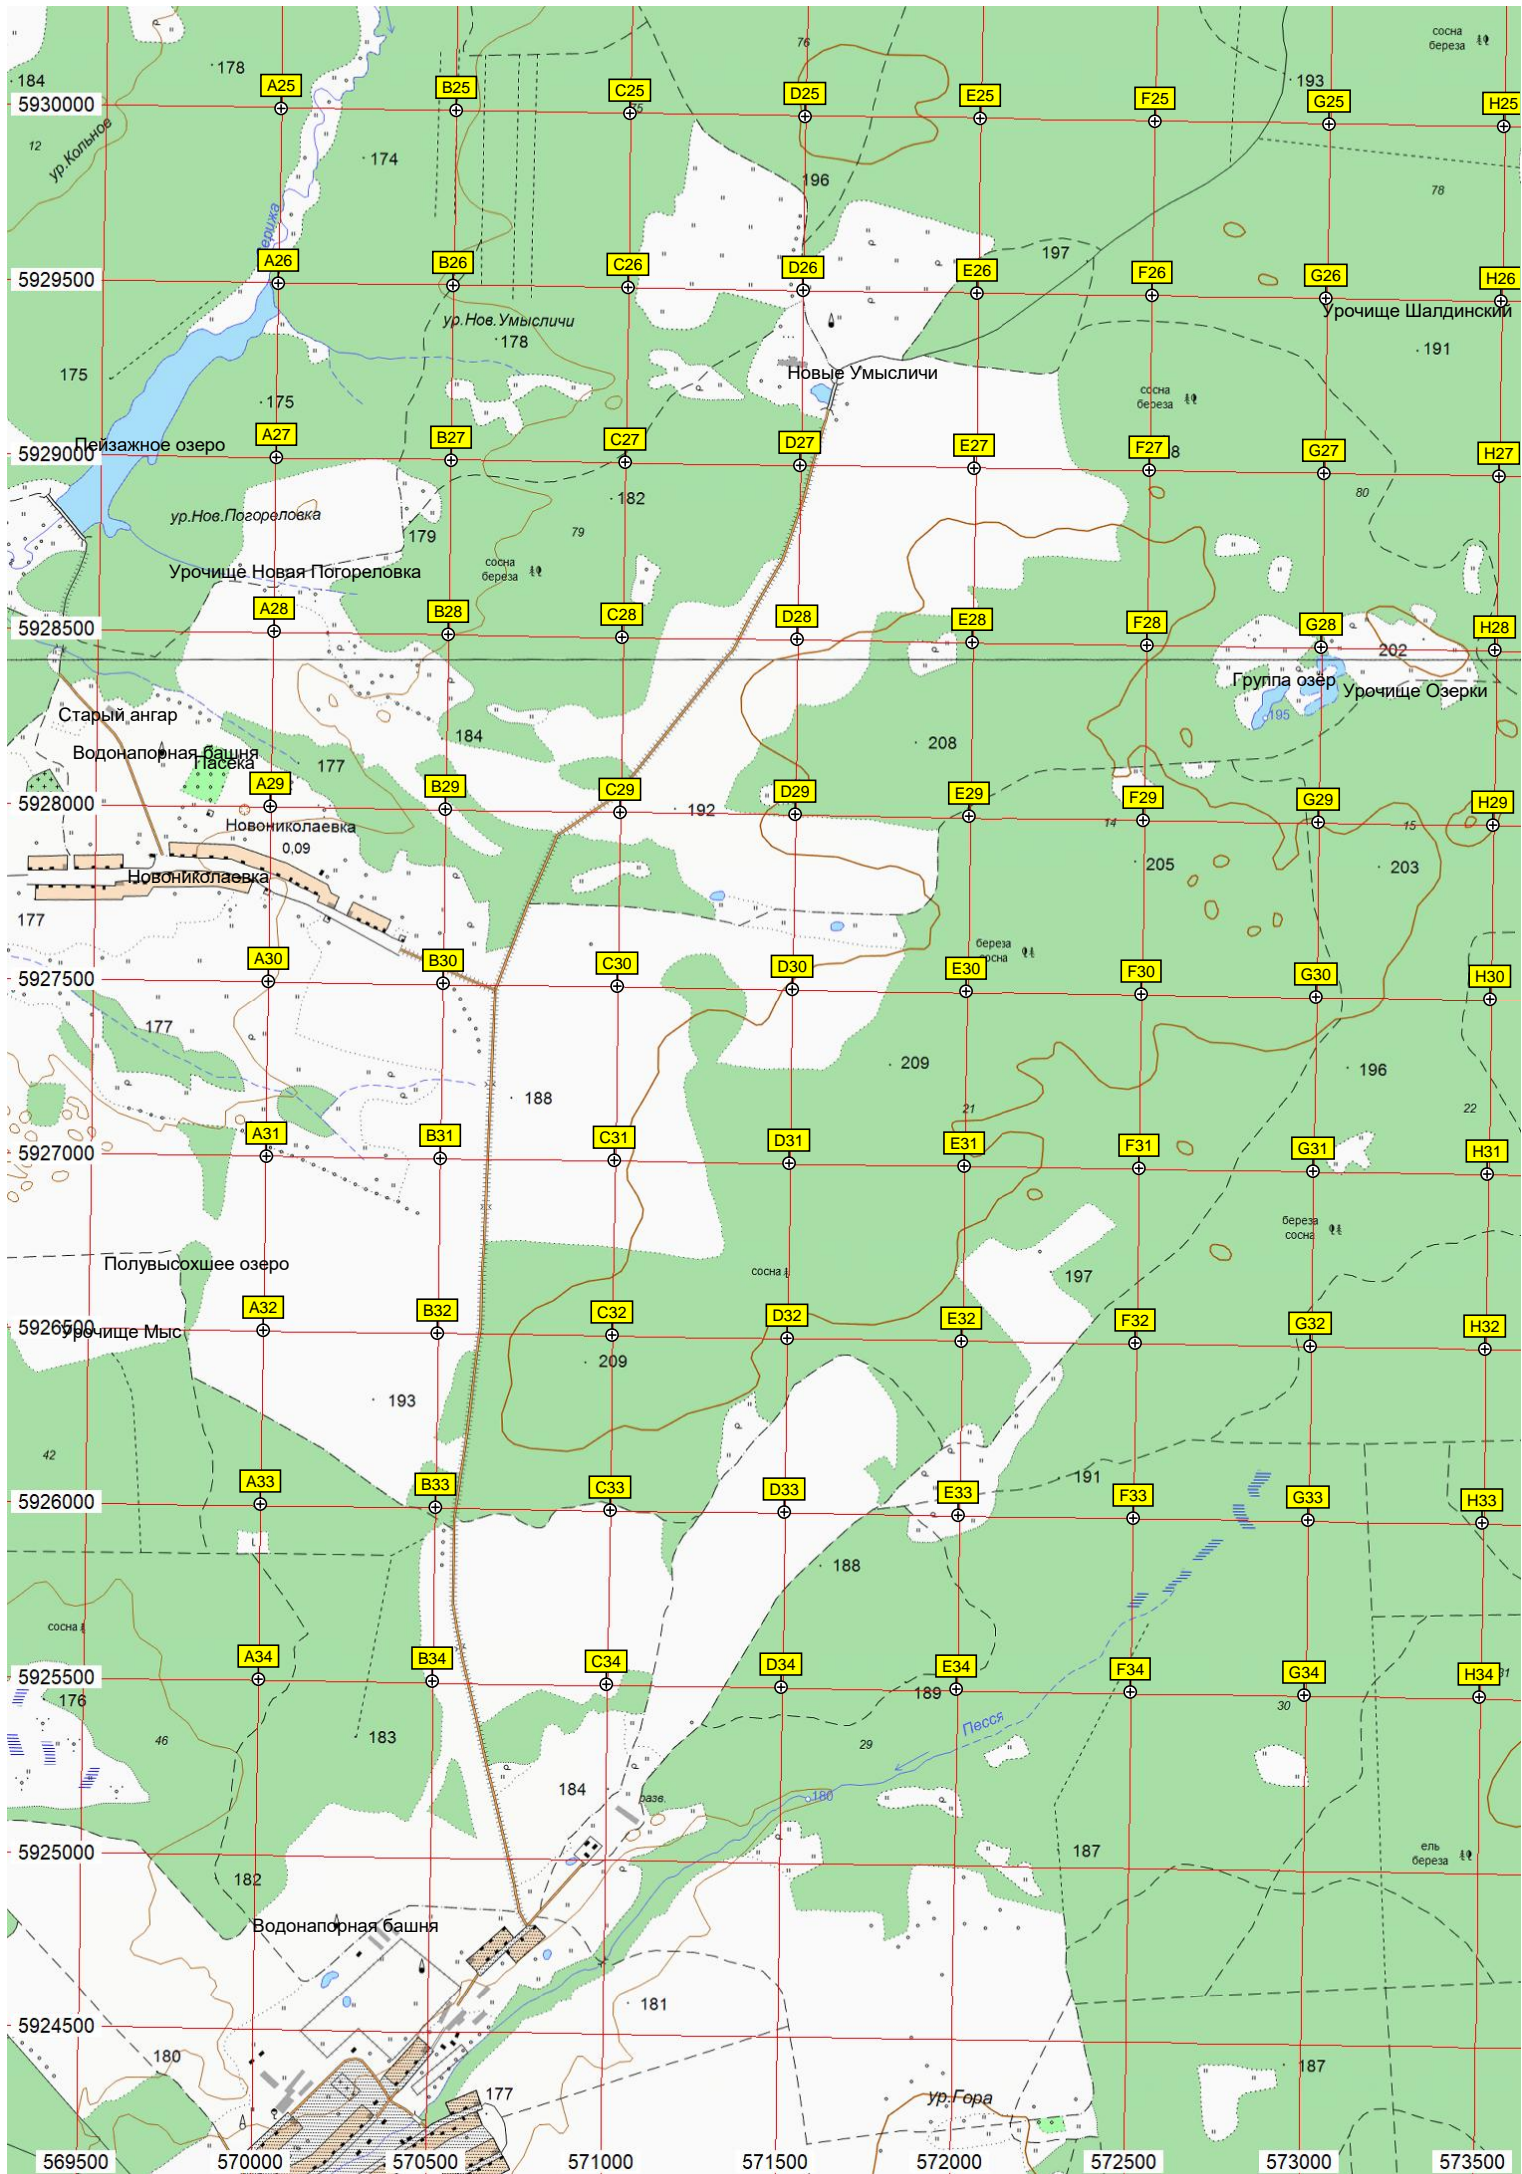 76
сосна
береза
184
178
193
A25
B25
C25
D25
E25
F25
G25
H25
5930000
75
12
ур.Кольное
174
196
78
197
A26
B26
C26
D26
E26
F26
G26
H26
5929500
Урочище Шалдинский
ур.Нов.Умысличи
178
191
175
Новые Умысличи
сосна
береза
175
A27
B27
C27
D27
E27
F27
8
G27
H27
5929000
Пейзажное озеро
182
80
ур.Нов.Погореловка
179
79
сосна
береза
Урочище Новая Погореловка
A28
B28
C28
D28
E28
F28
G28
H28
5928500
202
Группа озёр
Урочище Озерки
195
Старый ангар
184
208
Водонапорная башня
Пасека
177
A29
B29
C29
D29
E29
F29
G29
H29
5928000
192
14
15
Новониколаевка
0,09
205
203
Новониколаевка
177
береза
сосна
A30
B30
C30
D30
E30
F30
G30
H30
5927500
177
209
196
188
21
22
A31
B31
C31
D31
E31
F31
G31
H31
5927000
береза
сосна
Полувысохшее озеро
сосна
197
A32
B32
C32
D32
E32
F32
G32
H32
5926500
Урочище Мыс
209
193
42
191
A33
B33
C33
D33
E33
F33
G33
H33
5926000
188
сосна
A34
B34
C34
D34
E34
F34
G34
H34
31
5925500
176
189
30
Песся
183
46
29
184
разв.
180
5925000
187
ель
береза
182
Водонапорная башня
181
5924500
180
187
177
ур.Гора
569500
570000
570500
571000
571500
572000
572500
573000
573500